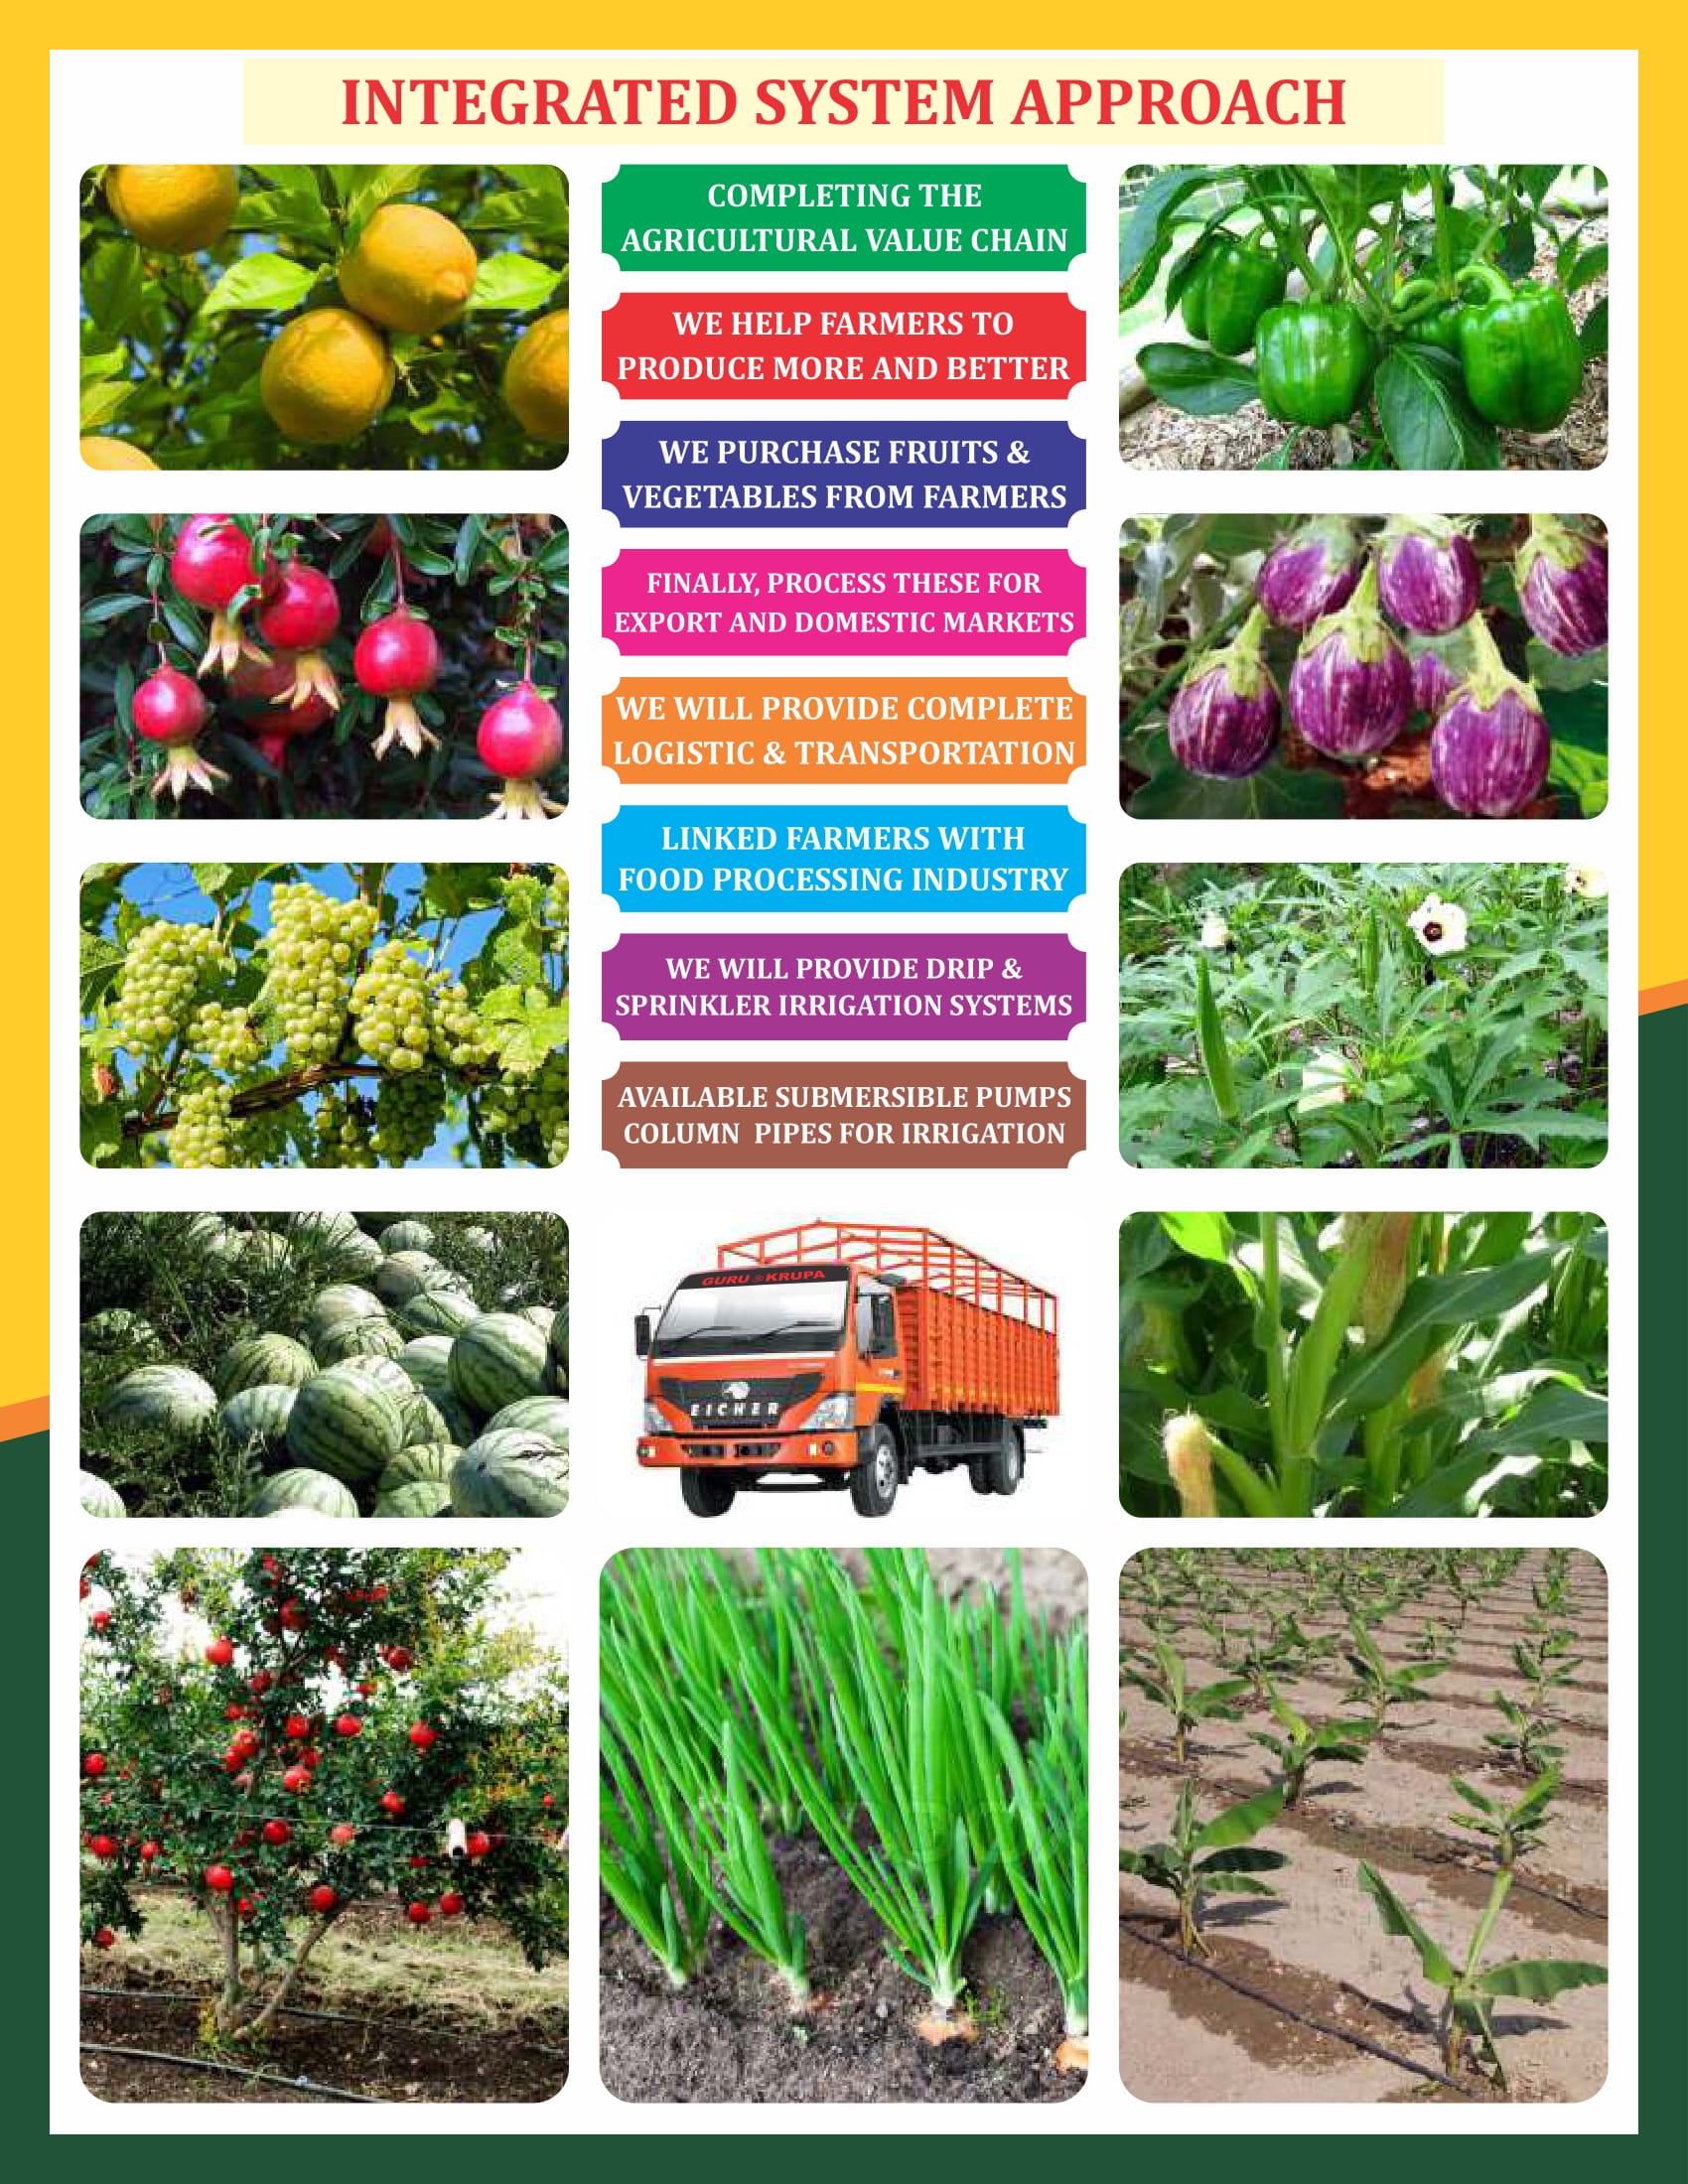 INTEGRATED SYSTEM APPROACH
COMPLETING THE
AGRICULTURAL VALUE CHAIN
WE HELP FARMERS TO
PRODUCE MORE AND BETTER
WE PURCHASE FRUITS &
VEGETABLES FROM FARMERS
FINALLY, PROCESS THESE FOR
EXPORT AND DOMESTIC MARKETS
WE WILL PROVIDE COMPLETE
LOGISTIC & TRANSPORTATION
LINKED FARMERS WITH
FOOD PROCESSING INDUSTRY
WE WILL PROVIDE DRIP &
SPRINKLER IRRIGATION SYSTEMS
AVAILABLE SUBMERSIBLE PUMPS
COLUMN PIPES FOR IRRIGATION
GURU KRUPA
EICHER